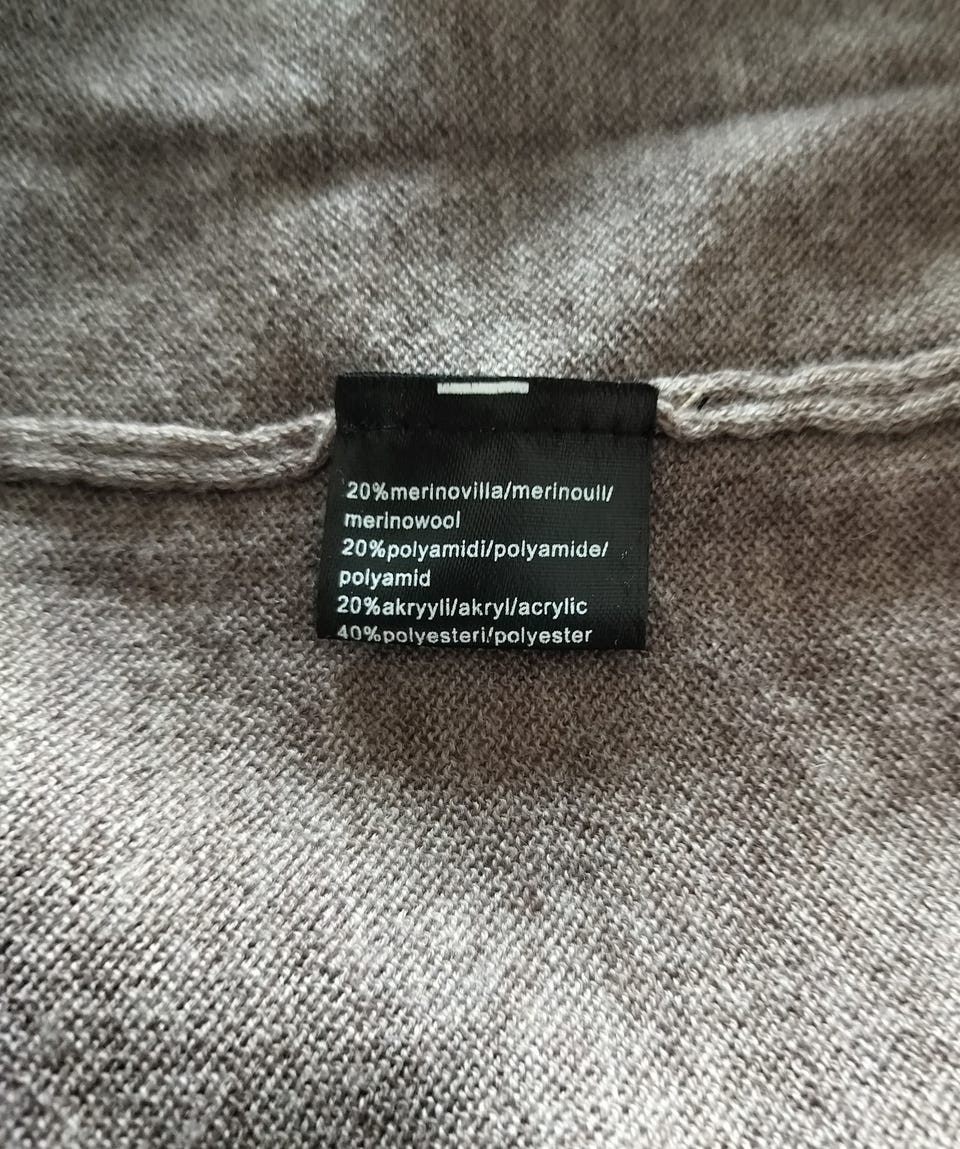 20%merinovilla/merinoull/
merinowool
20%polyamidi/polyamide/
polyamid
20%akryyli/akryl/acrylic
40%polyesteri/polyester